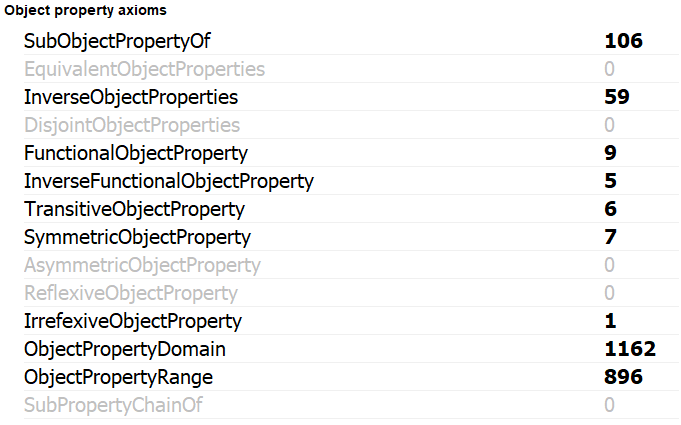 Object property axioms
SubObjectPropertyOf 106
EquivalentObjectProperties 0
InverseObjectProperties 59
DisjointObjectProperties 0
FunctionalObjectProperty 9
InverseFunctionalObjectProperty 5
TransitiveObjectProperty 6
SymmetricObjectProperty 7
AsymmetricObjectProperty 0
ReflexiveObjectProperty 0
IrrefexiveObjectProperty 1
ObjectPropertyDomain 1162
ObjectPropertyRange 896
SubPropertyChainOf 0